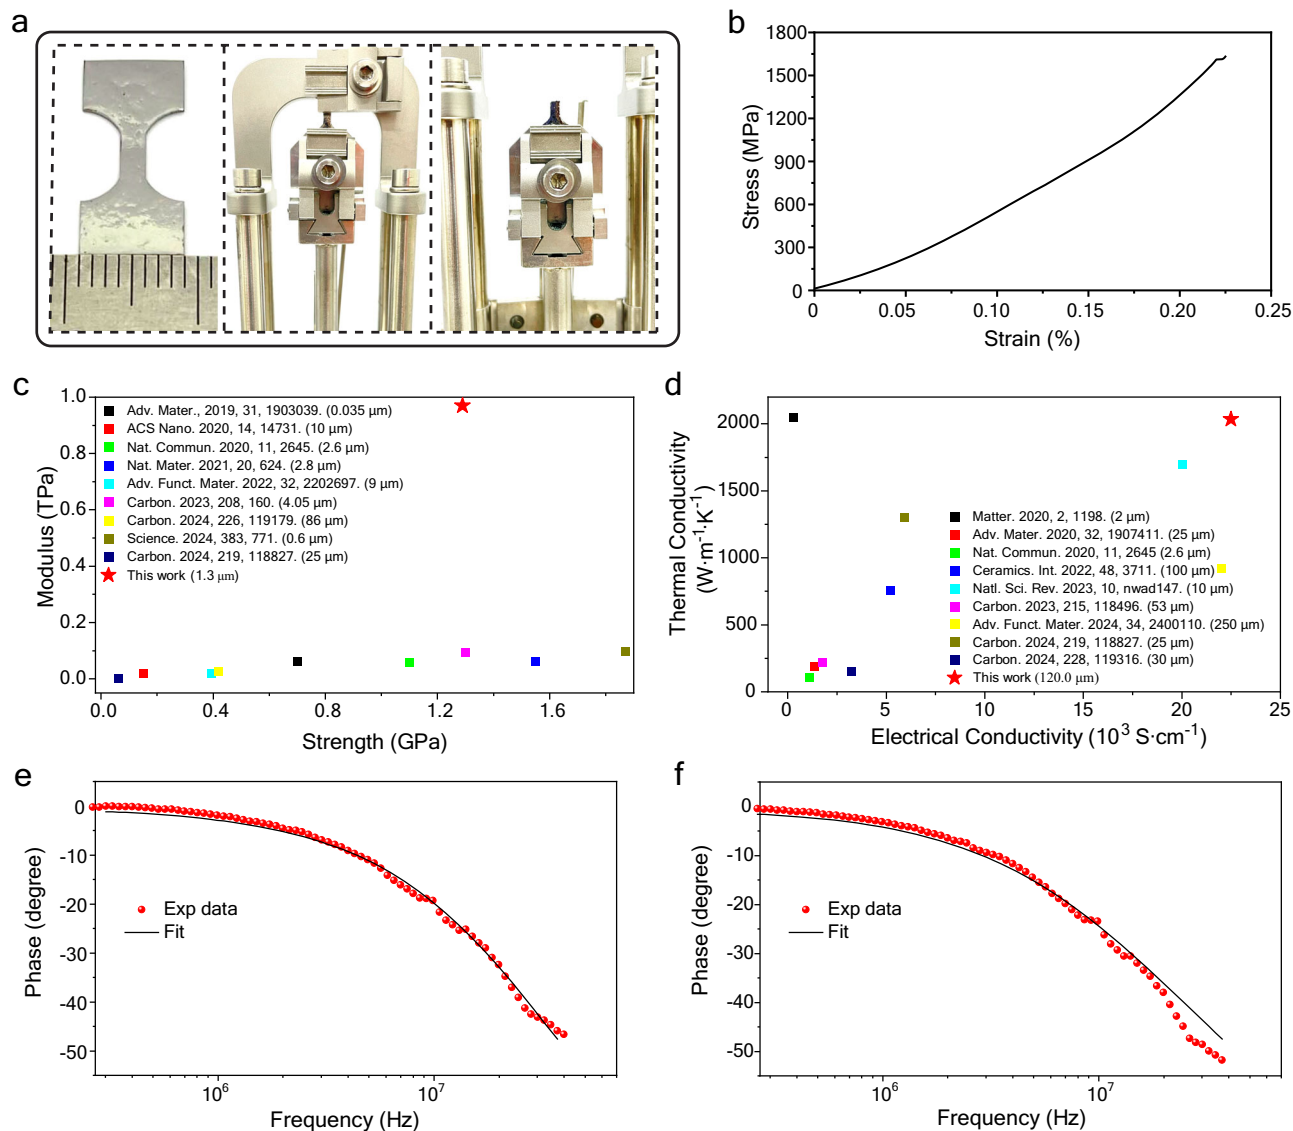 a
b
1800
1500
1200
900
600
300
0
Stress (MPa)
0
0.05
0.10
0.15
0.20
0.25
Strain (%)
c
1.0
0.8
0.6
0.4
0.2
0.0
Modulus (TPa)
Adv. Mater., 2019, 31, 1903039. (0.035 μm)
ACS Nano. 2020, 14, 14731. (10 μm)
Nat. Commun. 2020, 11, 2645. (2.6 μm)
Nat. Mater. 2021, 20, 624. (2.8 μm)
Adv. Funct. Mater. 2022, 32, 2202697. (9 μm)
Carbon. 2023, 208, 160. (4.05 μm)
Carbon. 2024, 226, 119179. (86 μm)
Science. 2024, 383, 771. (0.6 μm)
Carbon. 2024, 219, 118827. (25 μm)
This work (1.3 μm)
0.0
0.4
0.8
1.2
1.6
Strength (GPa)
d
2000
1500
1000
500
0
Thermal Conductivity
(W·m⁻¹·K⁻¹)
Matter. 2020, 2, 1198. (2 μm)
Adv. Mater. 2020, 32, 1907411. (25 μm)
Nat. Commun. 2020, 11, 2645 (2.6 μm)
Ceramics. Int. 2022, 48, 3711. (100 μm)
Natl. Sci. Rev. 2023, 10, nwad147. (10 μm)
Carbon. 2023, 215, 118496. (53 μm)
Adv. Funct. Mater. 2024, 34, 2400110. (250 μm)
Carbon. 2024, 219, 118827. (25 μm)
Carbon. 2024, 228, 119316. (30 μm)
This work (120.0 μm)
0
5
10
15
20
25
Electrical Conductivity (10³ S·cm⁻¹)
e
0
-10
-20
-30
-40
-50
Phase (degree)
Exp data
Fit
10⁶
10⁷
Frequency (Hz)
f
0
-10
-20
-30
-40
-50
Phase (degree)
Exp data
Fit
10⁶
10⁷
Frequency (Hz)